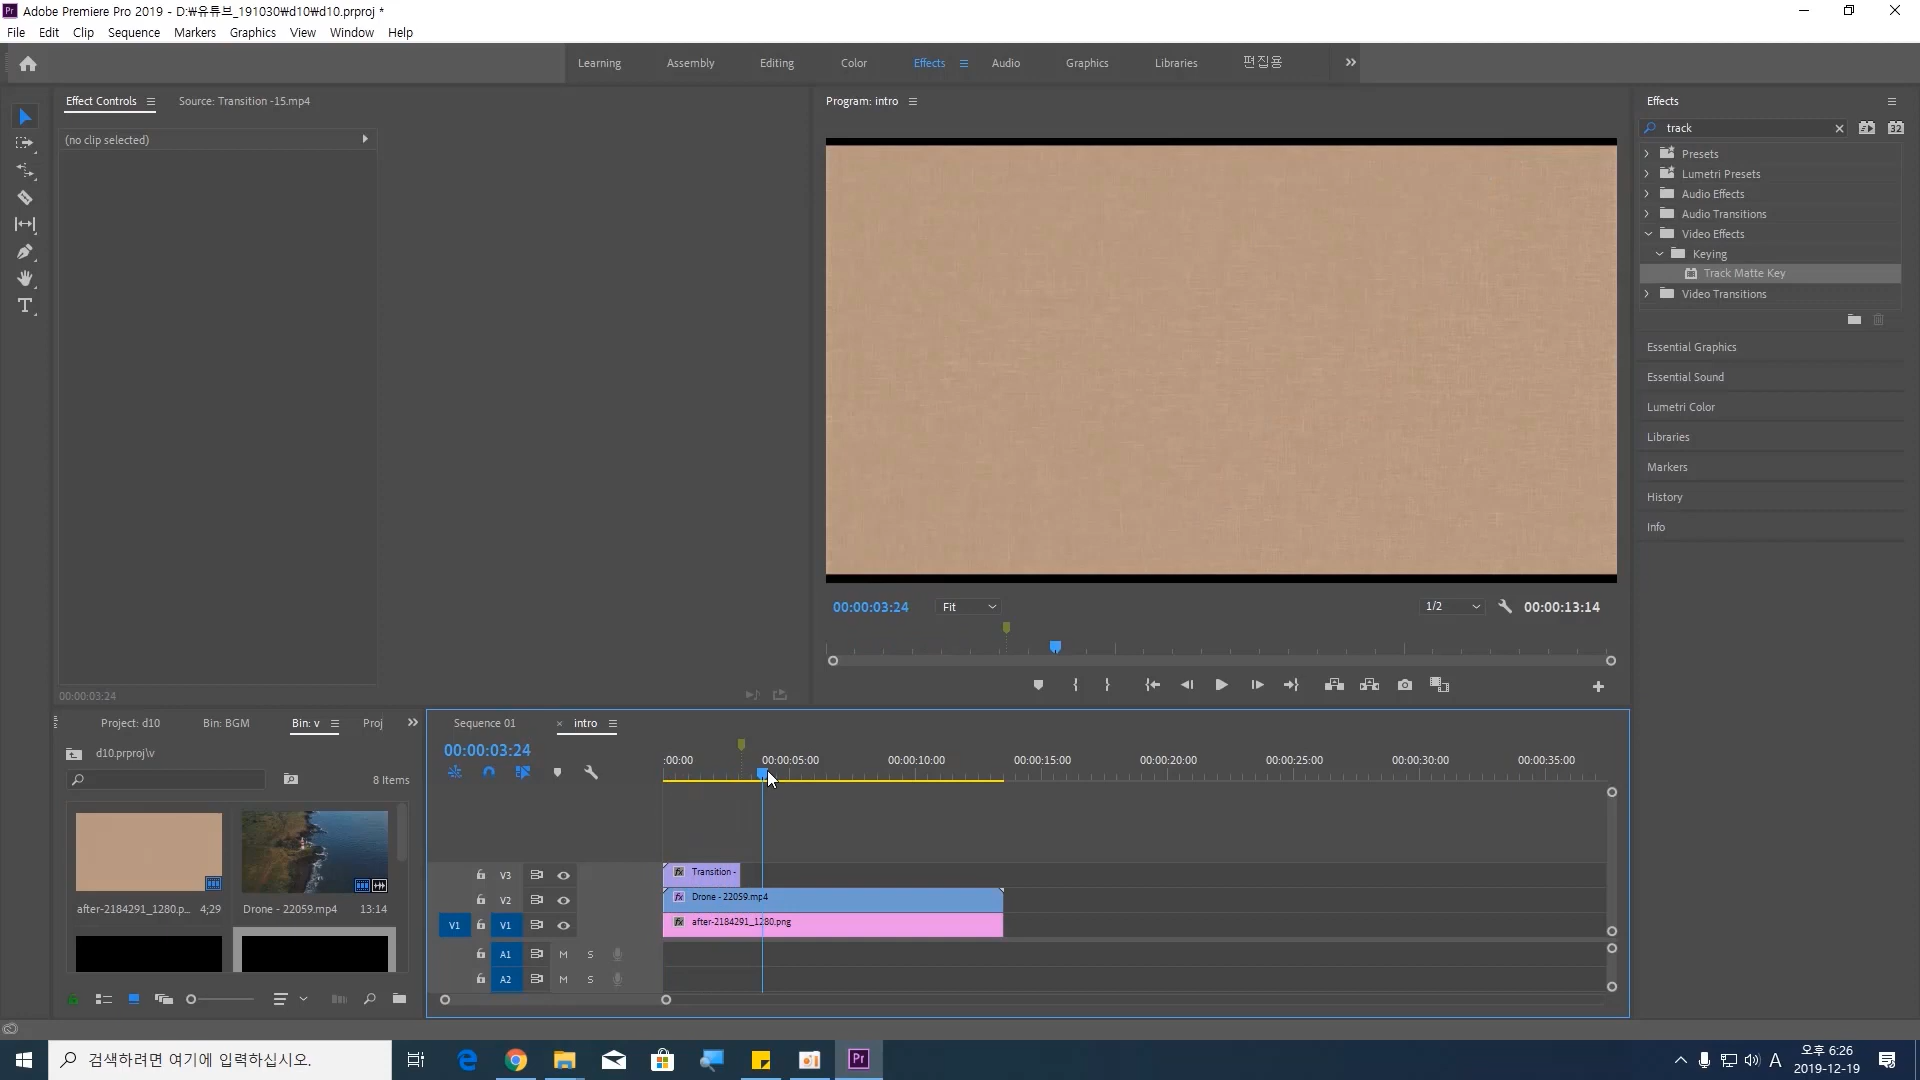 Adobe Premiere Pro 2019 - D:₩유튜브_191030₩d10₩d10.prproj *
File Edit Clip Sequence Markers Graphics View Window Help
Learning Assembly Editing Color Effects Audio Graphics Libraries 편집용
Effect Controls Source: Transition -15.mp4
(no clip selected)
00:00:03:24
Program: intro
00:00:03:24 Fit 1/2 00:00:13:14
Effects
track
32
Presets
Lumetri Presets
Audio Effects
Audio Transitions
Video Effects
Keying
Track Matte Key
Video Transitions
Essential Graphics
Essential Sound
Lumetri Color
Libraries
Markers
History
Info
Project: d10 Bin: BGM Bin: v Proj
d10.prproj\v
8 Items
after-2184291_1280.p... 4;29
Drone - 22059.mp4 13:14
Sequence 01 × intro
00:00:03:24
:00:00 00:00:05:00 00:00:10:00 00:00:15:00 00:00:20:00 00:00:25:00 00:00:30:00 00:00:35:00
V3 Transition -
V2 fx Drone - 22059.mp4
V1 V1 fx after-2184291_1280.png
A1 M S
A2 M S
T
Pr
검색하려면 여기에 입력하십시오.
Pr
A
오후 6:26
2019-12-19